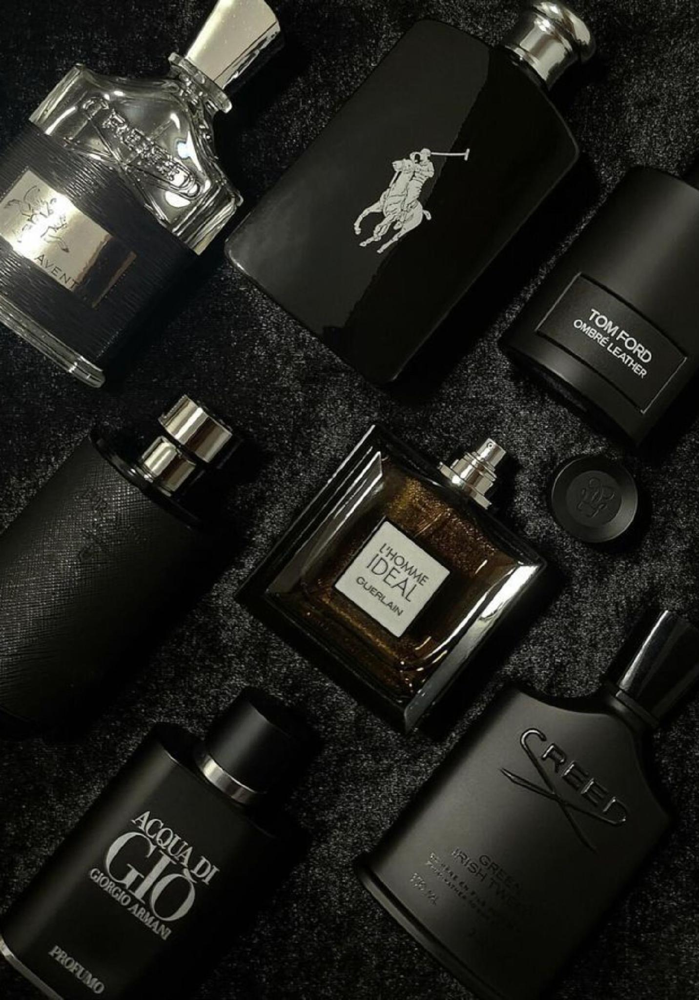 CREED
AVENT
TOM FORD
OMBRÉ LEATHER
L'HOMME
IDEAL
GUERLAIN
CREED
GREEN
IRISH TWEED
ACQUA DI
GIÒ
GIORGIO ARMANI
PROFUMO